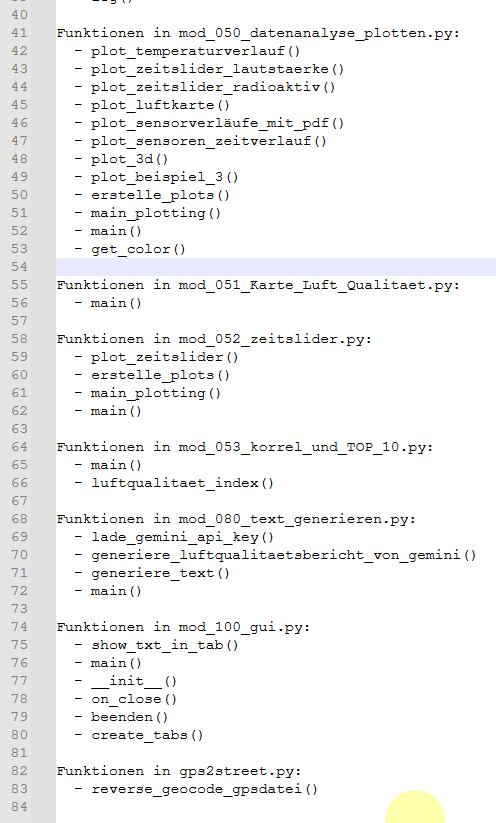 40
41 Funktionen in mod_050_datenanalyse_plotten.py:
42 - plot_temperaturverlauf()
43 - plot_zeitslider_lautstaerke()
44 - plot_zeitslider_radioaktiv()
45 - plot_luftkarte()
46 - plot_sensorverläufe_mit_pdf()
47 - plot_sensoren_zeitverlauf()
48 - plot_3d()
49 - plot_beispiel_3()
50 - erstelle_plots()
51 - main_plotting()
52 - main()
53 - get_color()
54
55 Funktionen in mod_051_Karte_Luft_Qualitaet.py:
56 - main()
57
58 Funktionen in mod_052_zeitslider.py:
59 - plot_zeitslider()
60 - erstelle_plots()
61 - main_plotting()
62 - main()
63
64 Funktionen in mod_053_korrel_und_TOP_10.py:
65 - main()
66 - luftqualitaet_index()
67
68 Funktionen in mod_080_text_generieren.py:
69 - lade_gemini_api_key()
70 - generiere_luftqualitaetsbericht_von_gemini()
71 - generiere_text()
72 - main()
73
74 Funktionen in mod_100_gui.py:
75 - show_txt_in_tab()
76 - main()
77 - __init__()
78 - on_close()
79 - beenden()
80 - create_tabs()
81
82 Funktionen in gps2street.py:
83 - reverse_geocode_gpsdatei()
84